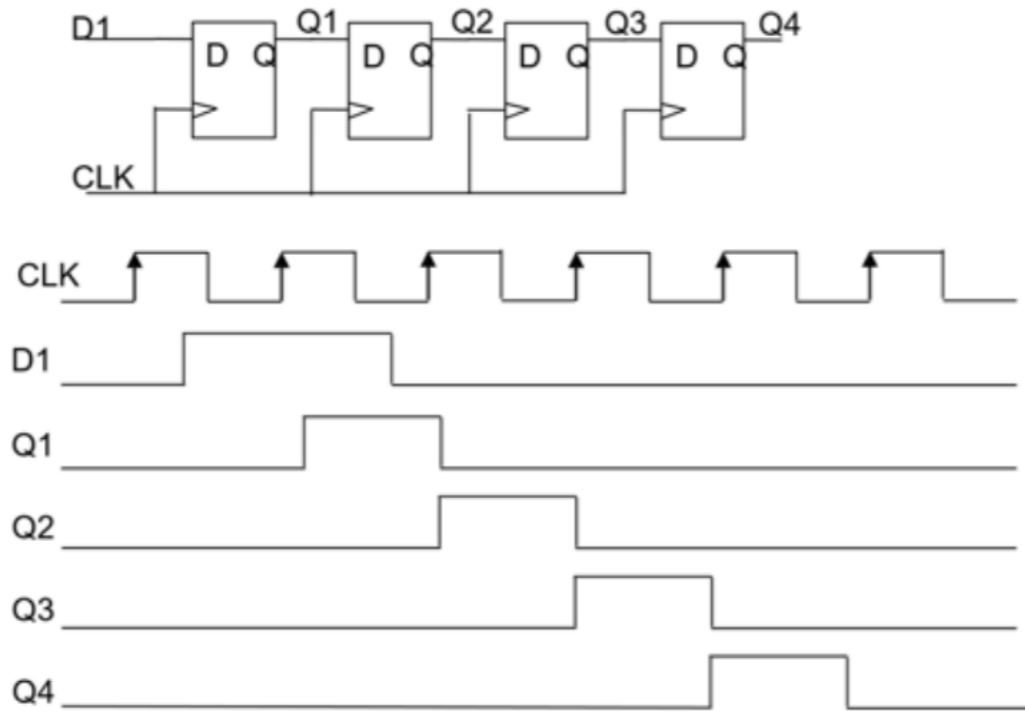 D1 Q1 Q2 Q3 Q4
D Q D Q D Q D Q
CLK
CLK
D1
Q1
Q2
Q3
Q4